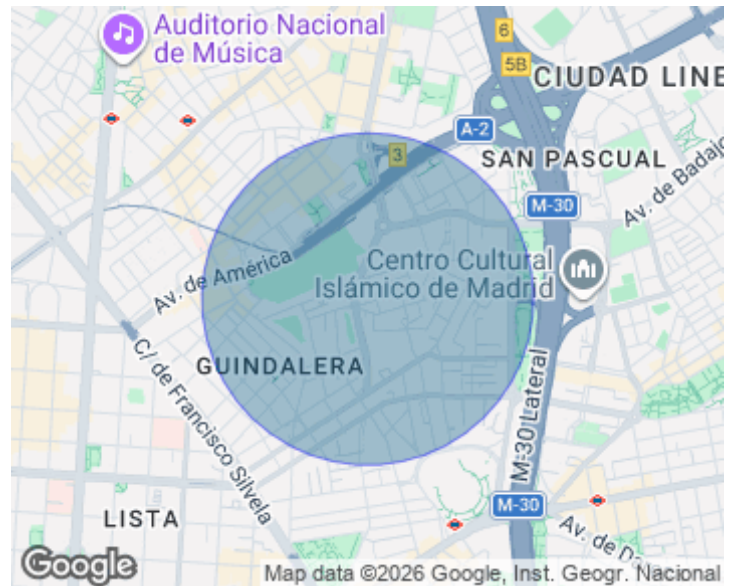 Auditorio Nacional
de Música
6
5B
CIUDAD LINE
A-2
3
SAN PASCUAL
Av. de Badajo
M-30
Av. de América
Centro Cultural
Islámico de Madrid
GUINDALERA
C/ de Francisco Silvela
M-30 Lateral
LISTA
M-30
Av. de Do
Google
Map data ©2026 Google, Inst. Geogr. Nacional